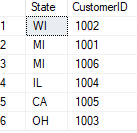 State CustomerID
1 WI 1002
2 MI 1001
3 MI 1006
4 IL 1004
5 CA 1005
6 OH 1003